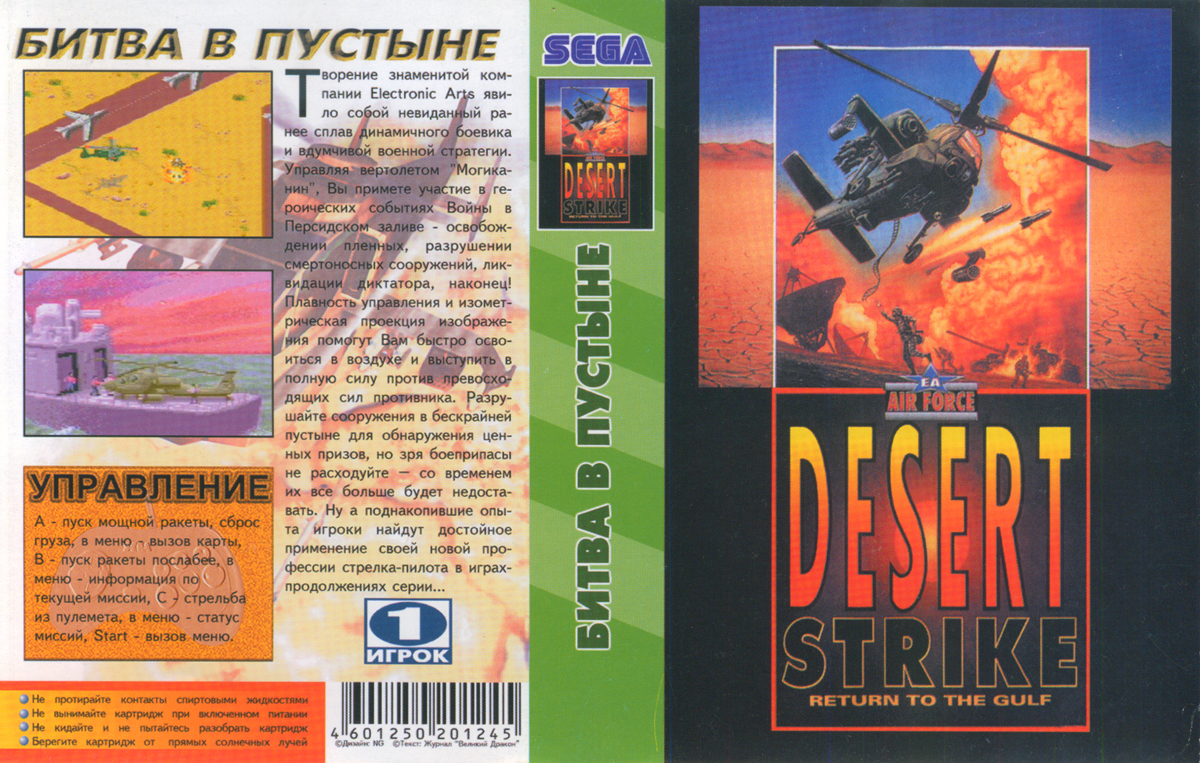 БИТВА В ПУСТЫНЕ
Творение знаменитой ком-
пании Electronic Arts яви-
ло собой невиданный ра-
нее сплав динамичного боевика
и вдумчивой военной стратегии.
Управляя вертолетом "Могика-
нин", Вы примете участие в ге-
роических событиях Войны в
Персидском заливе - освобож-
дении пленных, разрушении
смертоносных сооружений, лик-
видации диктатора, наконец!
Плавность управления и изомет-
рическая проекция изображе-
ния помогут Вам быстро осво-
иться в воздухе и выступить в
полную силу против превосхо-
дящих сил противника. Разру-
шайте сооружения в бескрайней
пустыне для обнаружения цен-
ных призов, но зря боеприпасы
не расходуйте — со временем
их все больше будет недоста-
вать. Ну а поднакопившие опы-
та игроки найдут достойное
применение своей новой про-
фессии стрелка-пилота в играх-
продолжениях серии...
УПРАВЛЕНИЕ
А - пуск мощной ракеты, сброс
груза, в меню - вызов карты,
В - пуск ракеты послабее, в
меню - информация по
текущей миссии, С - стрельба
из пулемета, в меню - статус
миссий, Start - вызов меню.
1
ИГРОК
Не протирайте контакты спиртовыми жидкостями
Не вынимайте картридж при включенном питании
Не кидайте и не пытайтесь разобрать картридж
Берегите картридж от прямых солнечных лучей
4601250201245
©Дизайн: NG ©Текст: Журнал "Великий Дракон"
SEGA
AIR FORCE
DESERT
STRIKE
RETURN TO THE GULF
БИТВА В ПУСТЫНЕ
EA
AIR FORCE
DESERT
STRIKE
RETURN TO THE GULF